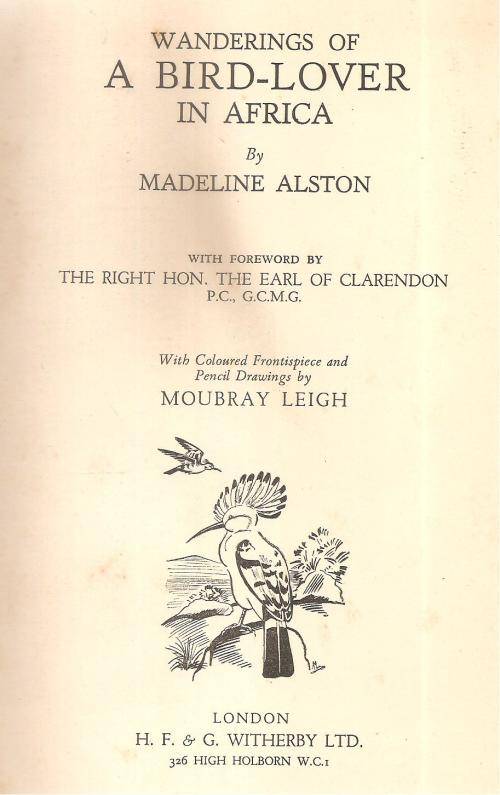 WANDERINGS OF
A BIRD-LOVER
IN AFRICA
By
MADELINE ALSTON
WITH FOREWORD BY
THE RIGHT HON. THE EARL OF CLARENDON
P.C., G.C.M.G.
With Coloured Frontispiece and
Pencil Drawings by
MOUBRAY LEIGH
LONDON
H. F. & G. WITHERBY LTD.
326 HIGH HOLBORN W.C.1